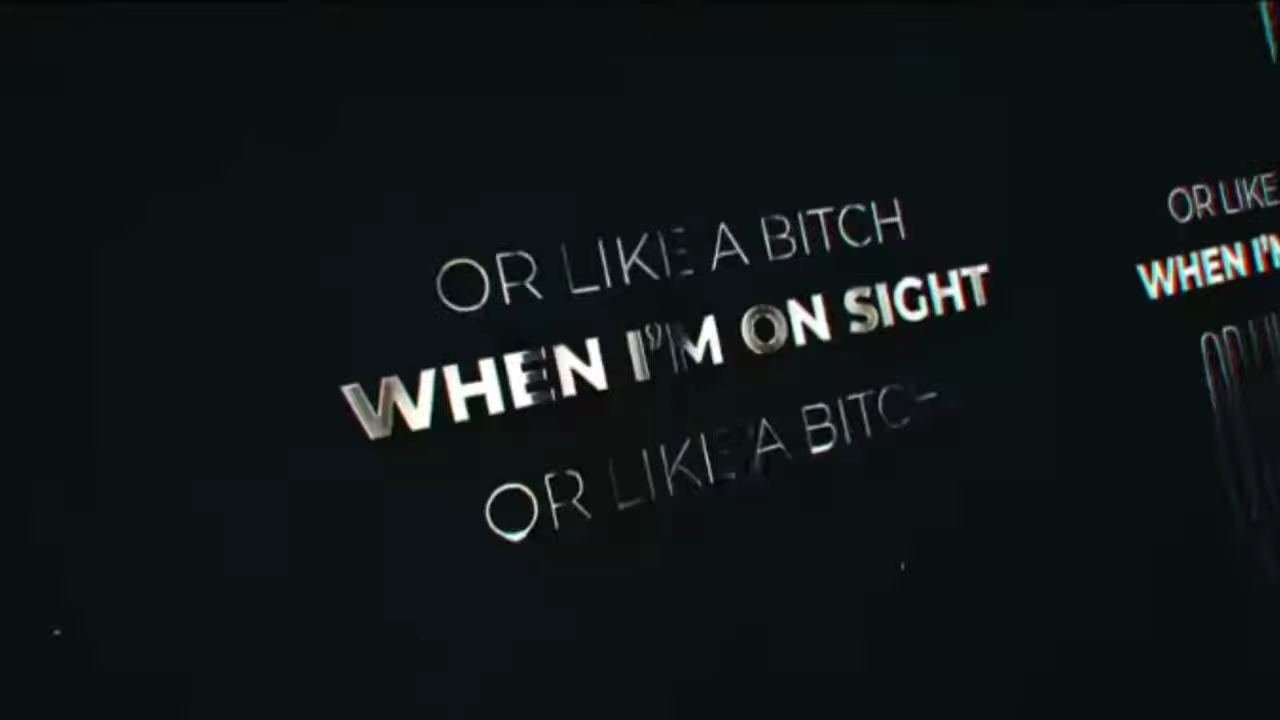 OR LIKE A BITCH
WHEN I'M ON SIGHT
OR LIKE A BITC
OR LIKE
WHEN I'M